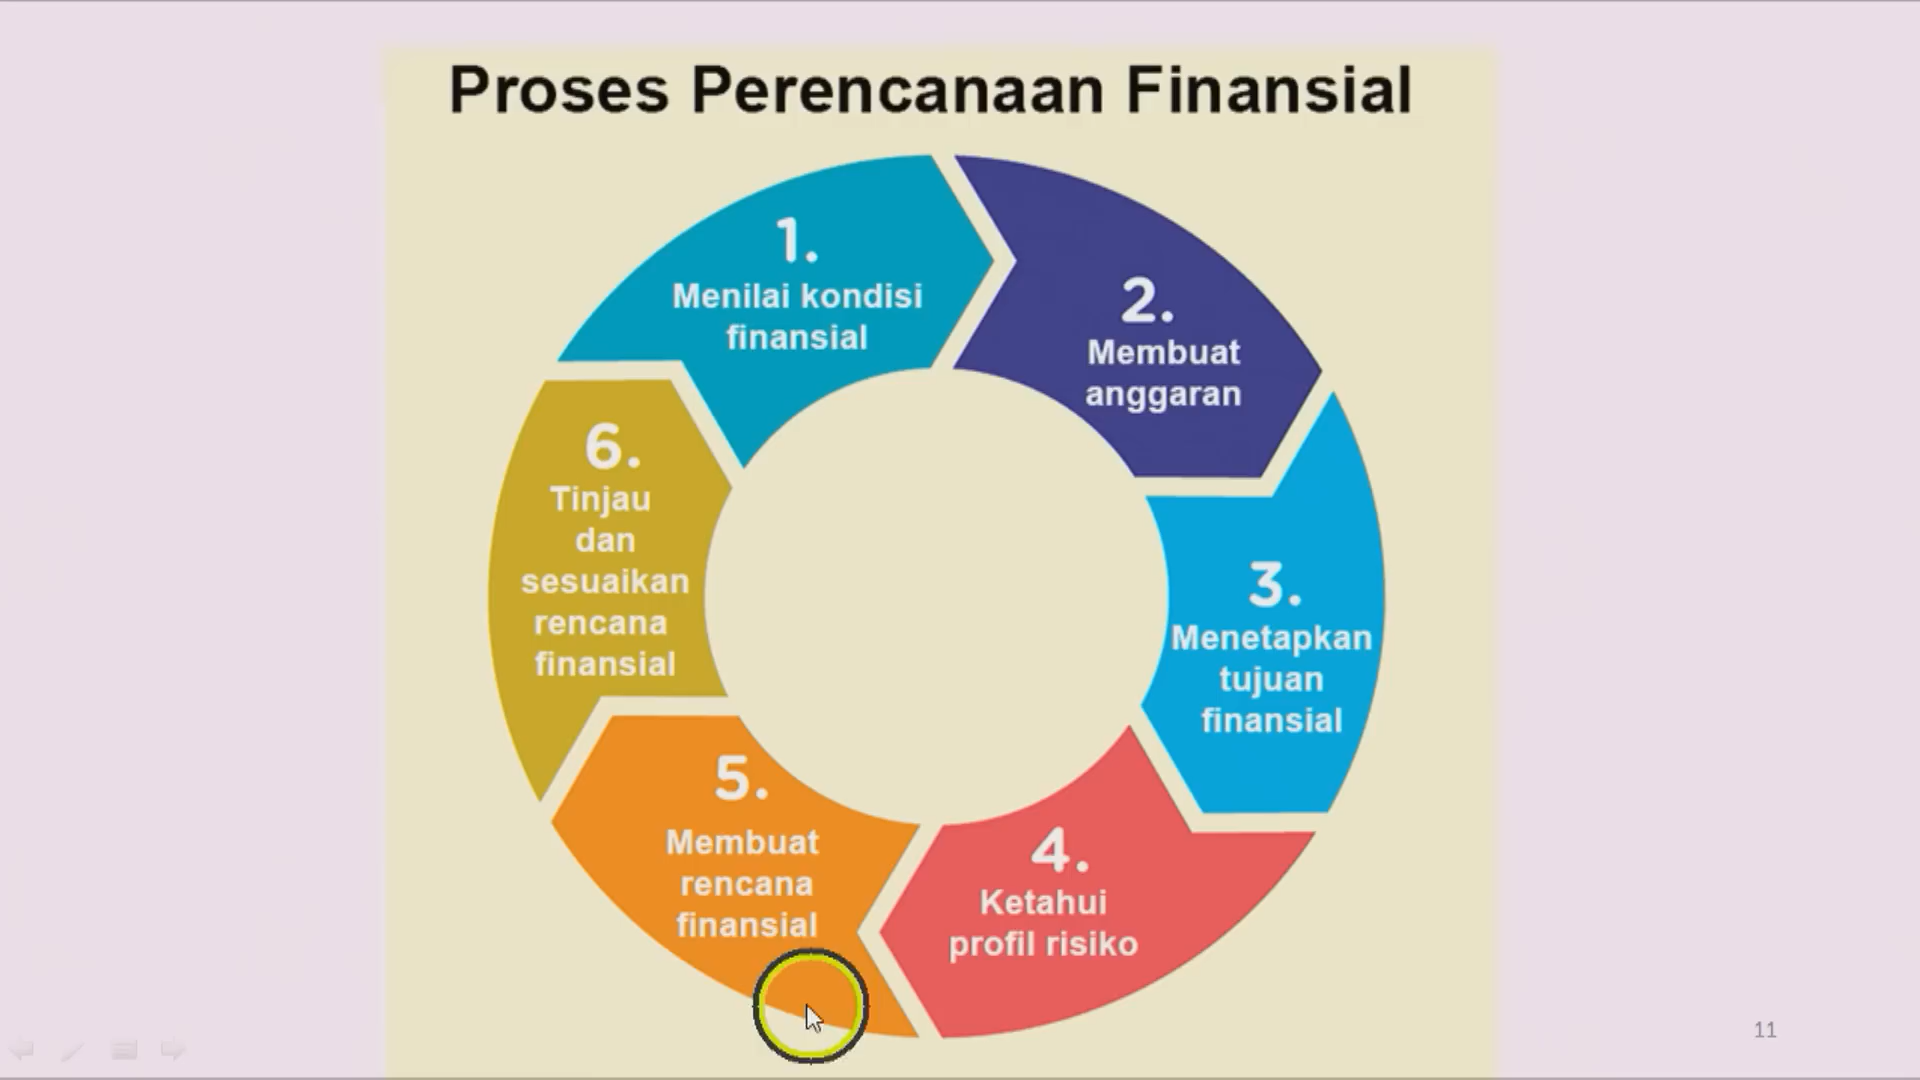 Proses Perencanaan Finansial
1.
Menilai kondisi
finansial
2.
Membuat
anggaran
3.
Menetapkan
tujuan
finansial
4.
Ketahui
profil risiko
5.
Membuat
rencana
finansial
6.
Tinjau
dan
sesuaikan
rencana
finansial
11